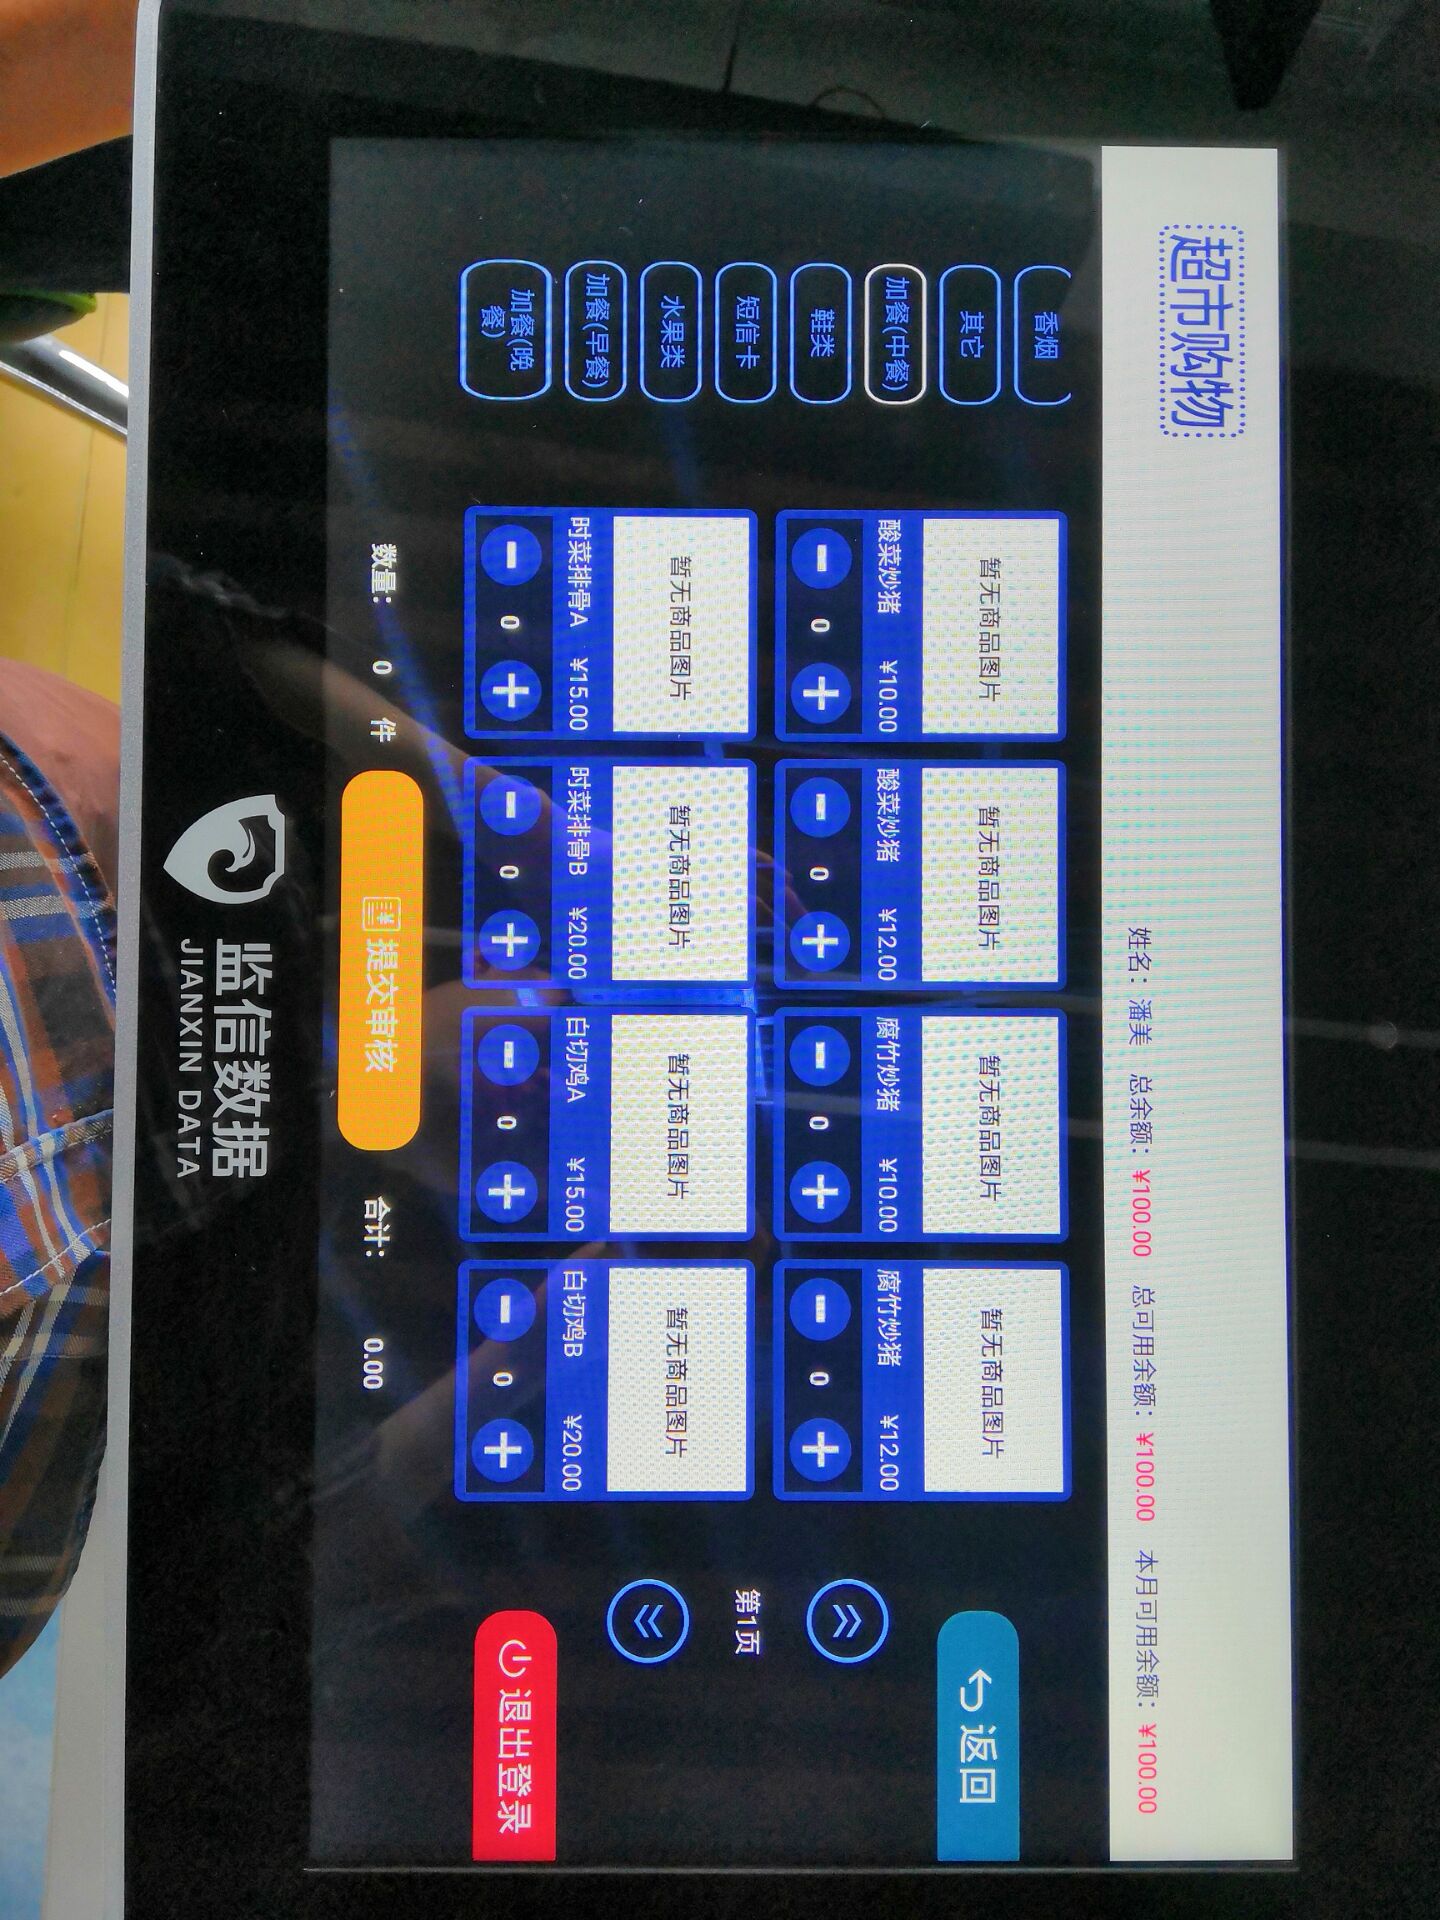 超市购物
姓名: 潘美 总余额: ¥100.00 总可用余额: ¥100.00 本月可用余额: ¥100.00
香烟
其它
加餐(中餐)
鞋类
短信卡
水果类
加餐(早餐)
加餐(晚
餐)
暂无商品图片 暂无商品图片 暂无商品图片 暂无商品图片
酸菜炒猪 ¥10.00 酸菜炒猪 ¥12.00 腐竹炒猪 ¥10.00 腐竹炒猪 ¥12.00
- 0 + - 0 + - 0 + - 0 +
暂无商品图片 暂无商品图片 暂无商品图片 暂无商品图片
时菜排骨A ¥15.00 时菜排骨B ¥20.00 白切鸡A ¥15.00 白切鸡B ¥20.00
- 0 + - 0 + - 0 + - 0 +
返回
第1页
退出登录
数量: 0 件 提交审核 合计: 0.00
监信数据
JIANXIN DATA